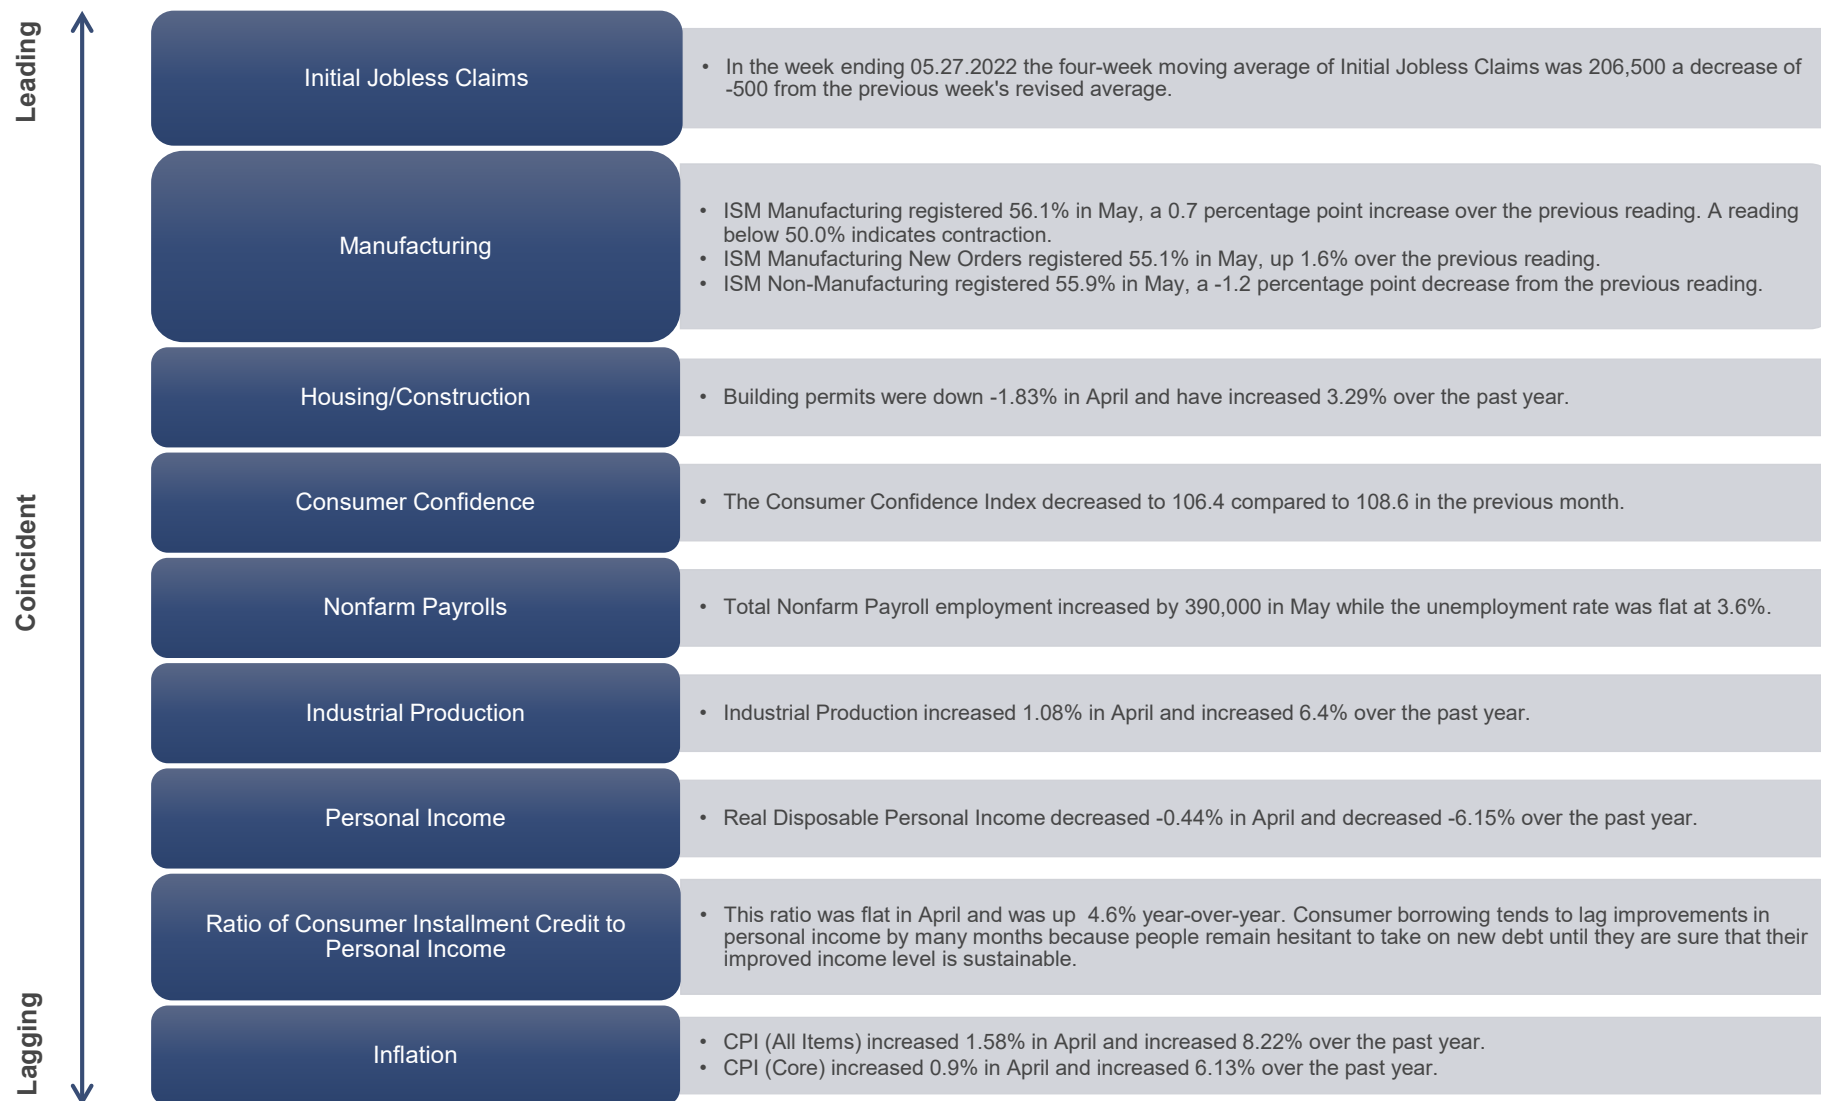 Leading
Initial Jobless Claims
• In the week ending 05.27.2022 the four-week moving average of Initial Jobless Claims was 206,500 a decrease of
-500 from the previous week's revised average.
Manufacturing
• ISM Manufacturing registered 56.1% in May, a 0.7 percentage point increase over the previous reading. A reading
below 50.0% indicates contraction.
• ISM Manufacturing New Orders registered 55.1% in May, up 1.6% over the previous reading.
• ISM Non-Manufacturing registered 55.9% in May, a -1.2 percentage point decrease from the previous reading.
Housing/Construction
• Building permits were down -1.83% in April and have increased 3.29% over the past year.
Coincident
Consumer Confidence
• The Consumer Confidence Index decreased to 106.4 compared to 108.6 in the previous month.
Nonfarm Payrolls
• Total Nonfarm Payroll employment increased by 390,000 in May while the unemployment rate was flat at 3.6%.
Industrial Production
• Industrial Production increased 1.08% in April and increased 6.4% over the past year.
Personal Income
• Real Disposable Personal Income decreased -0.44% in April and decreased -6.15% over the past year.
Ratio of Consumer Installment Credit to
Personal Income
• This ratio was flat in April and was up  4.6% year-over-year. Consumer borrowing tends to lag improvements in
personal income by many months because people remain hesitant to take on new debt until they are sure that their
improved income level is sustainable.
Lagging
Inflation
• CPI (All Items) increased 1.58% in April and increased 8.22% over the past year.
• CPI (Core) increased 0.9% in April and increased 6.13% over the past year.